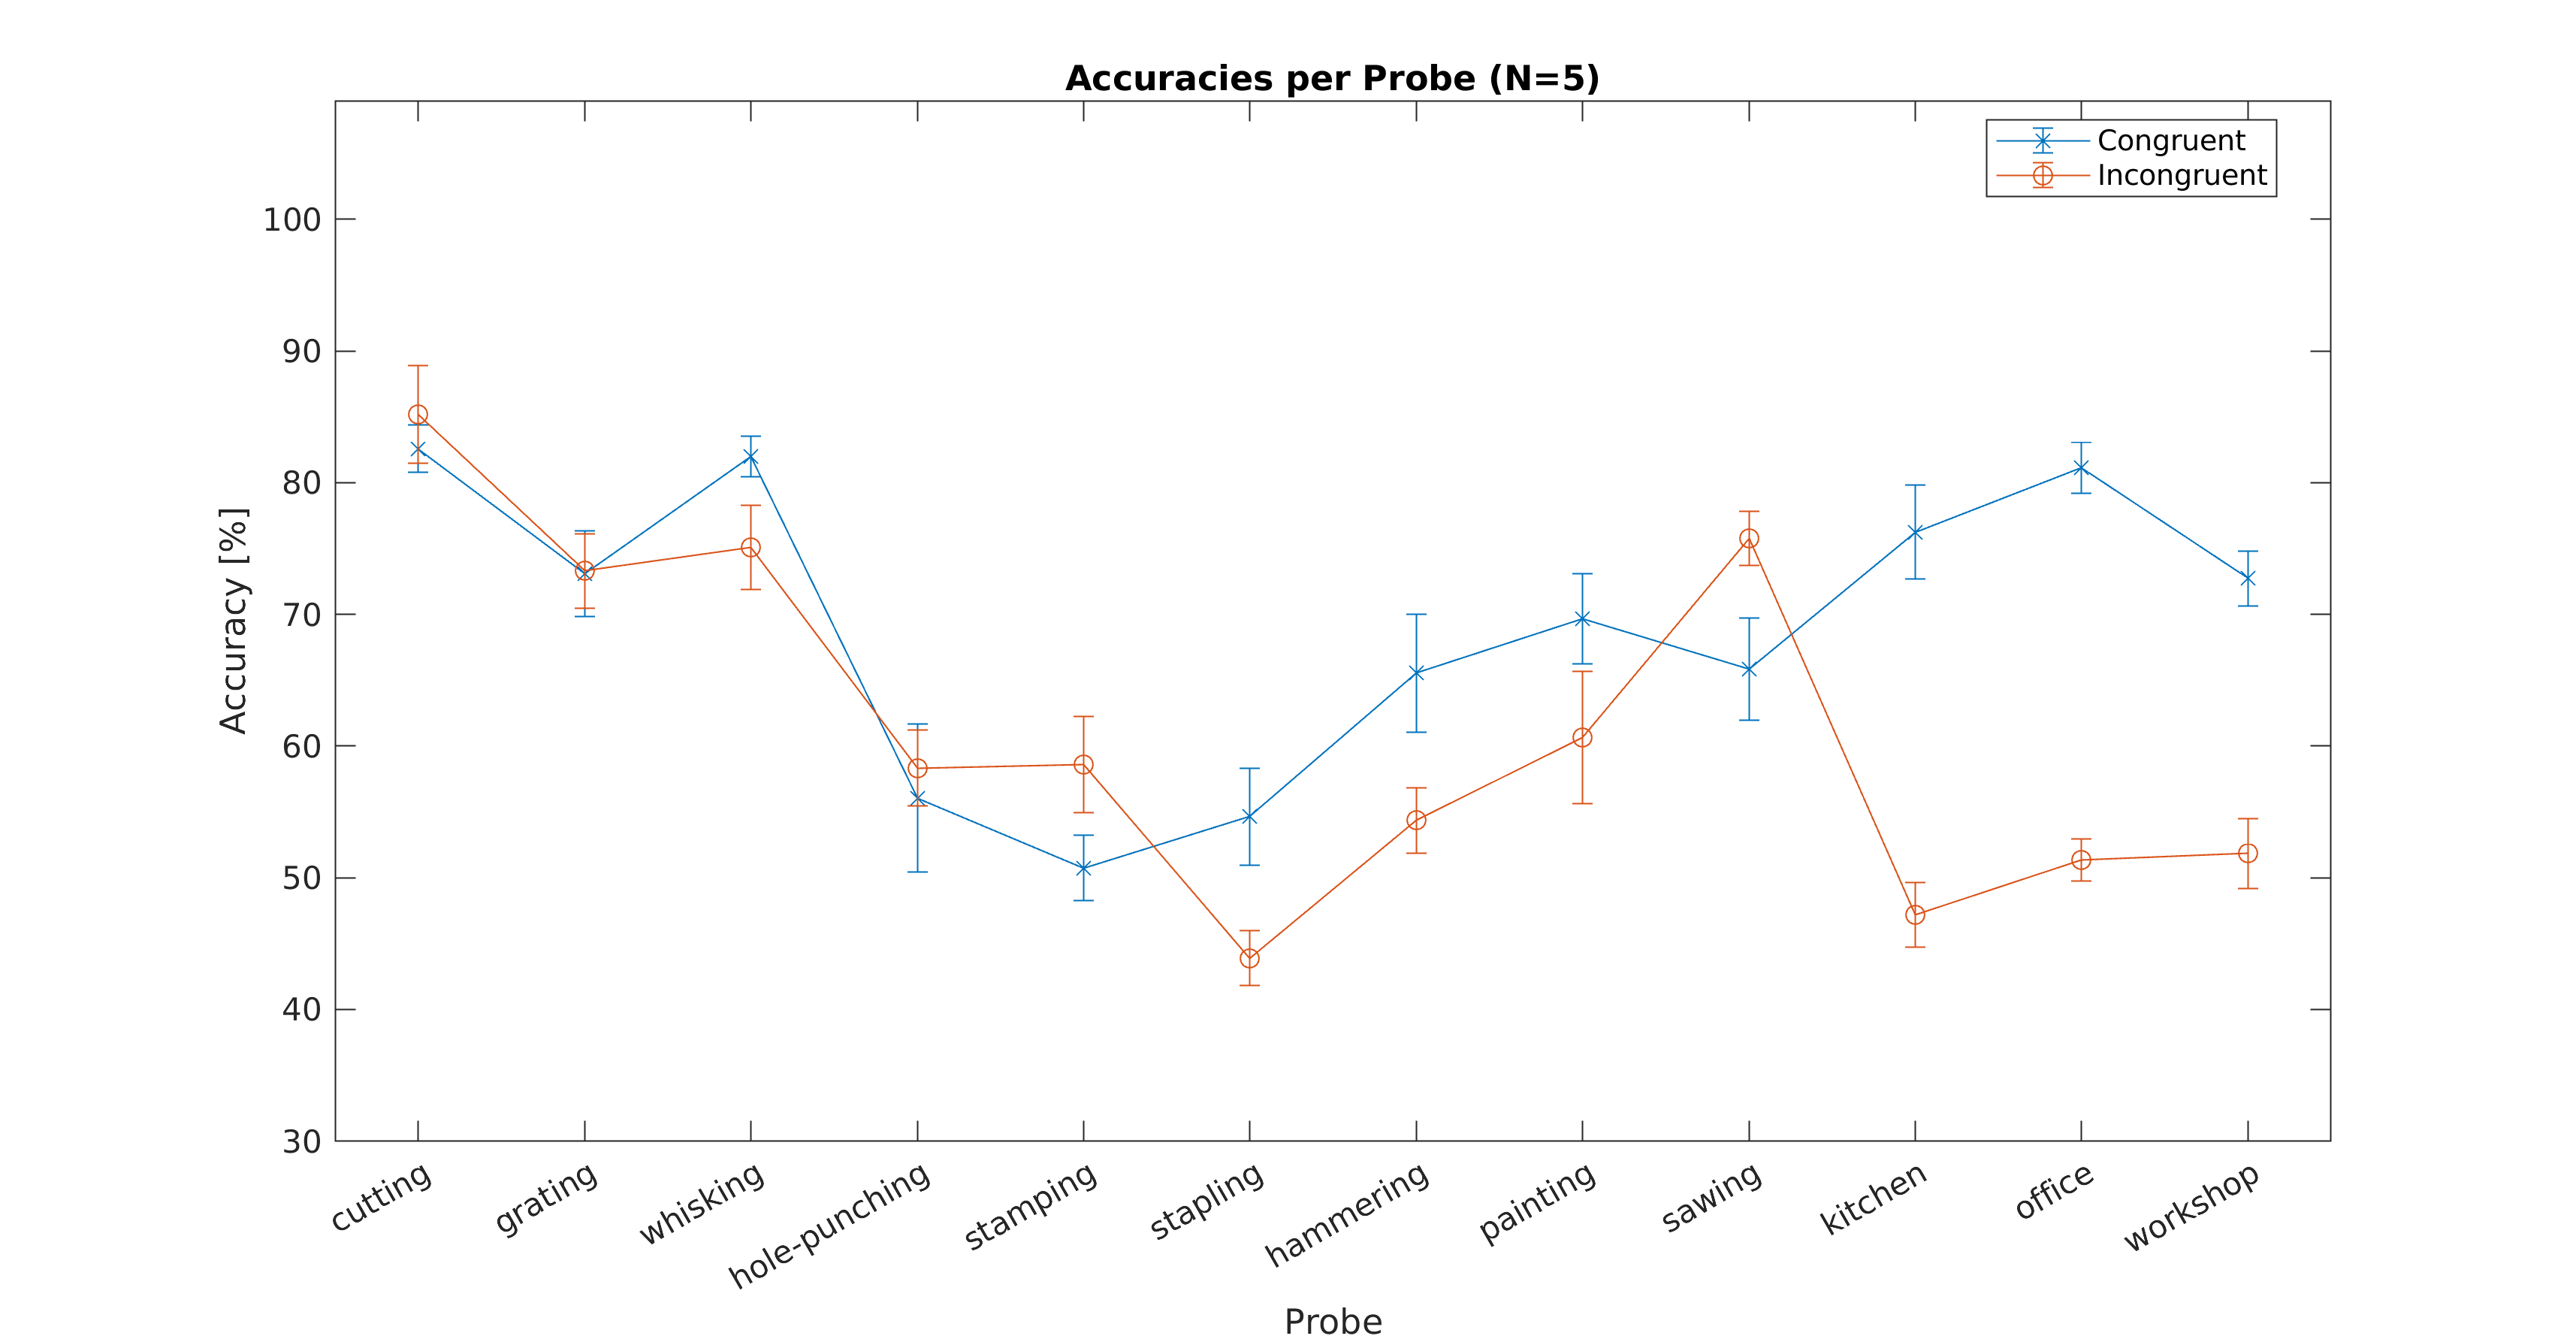 Accuracies per Probe (N=5)
Congruent
Incongruent
100
90
80
70
60
50
40
30
Accuracy [%]
cutting
grating
whisking
hole-punching
stamping
stapling
hammering
painting
sawing
kitchen
office
workshop
Probe